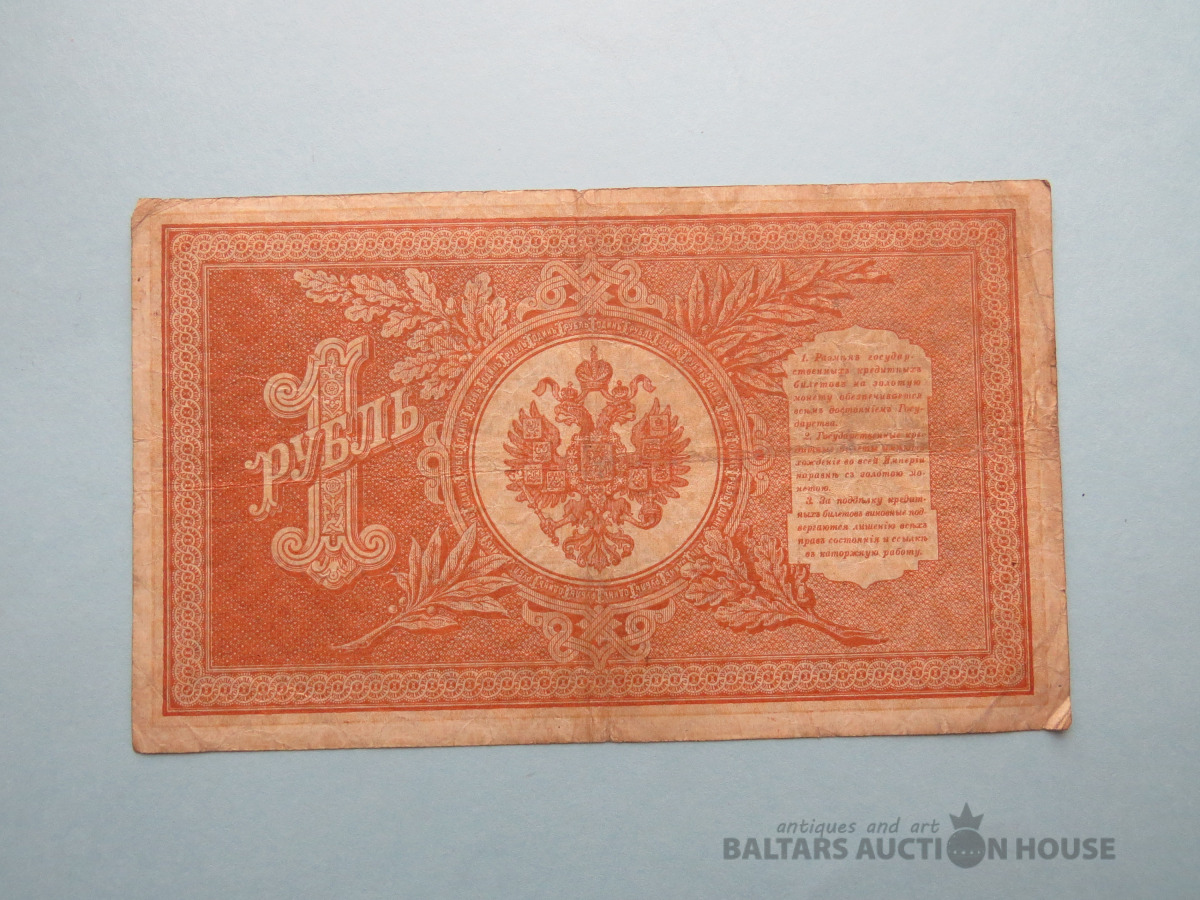 1
РУБЛЬ
1. Размѣнъ государ-
ственныхъ кредитныхъ
билетовъ на золотую
монету обезпечивается
всѣмъ достояніемъ Госу-
дарства.
2. Государственные кре-
дитные билеты имѣютъ
хожденіе во всей Имперіи
наравнѣ съ золотою мо-
нетою.
3. За поддѣлку кредит-
ныхъ билетовъ виновные под-
вергаются лишенію всѣхъ
правъ состоянія и ссылкѣ
въ каторжную работу.
antiques and art
BALTARS AUCTION HOUSE